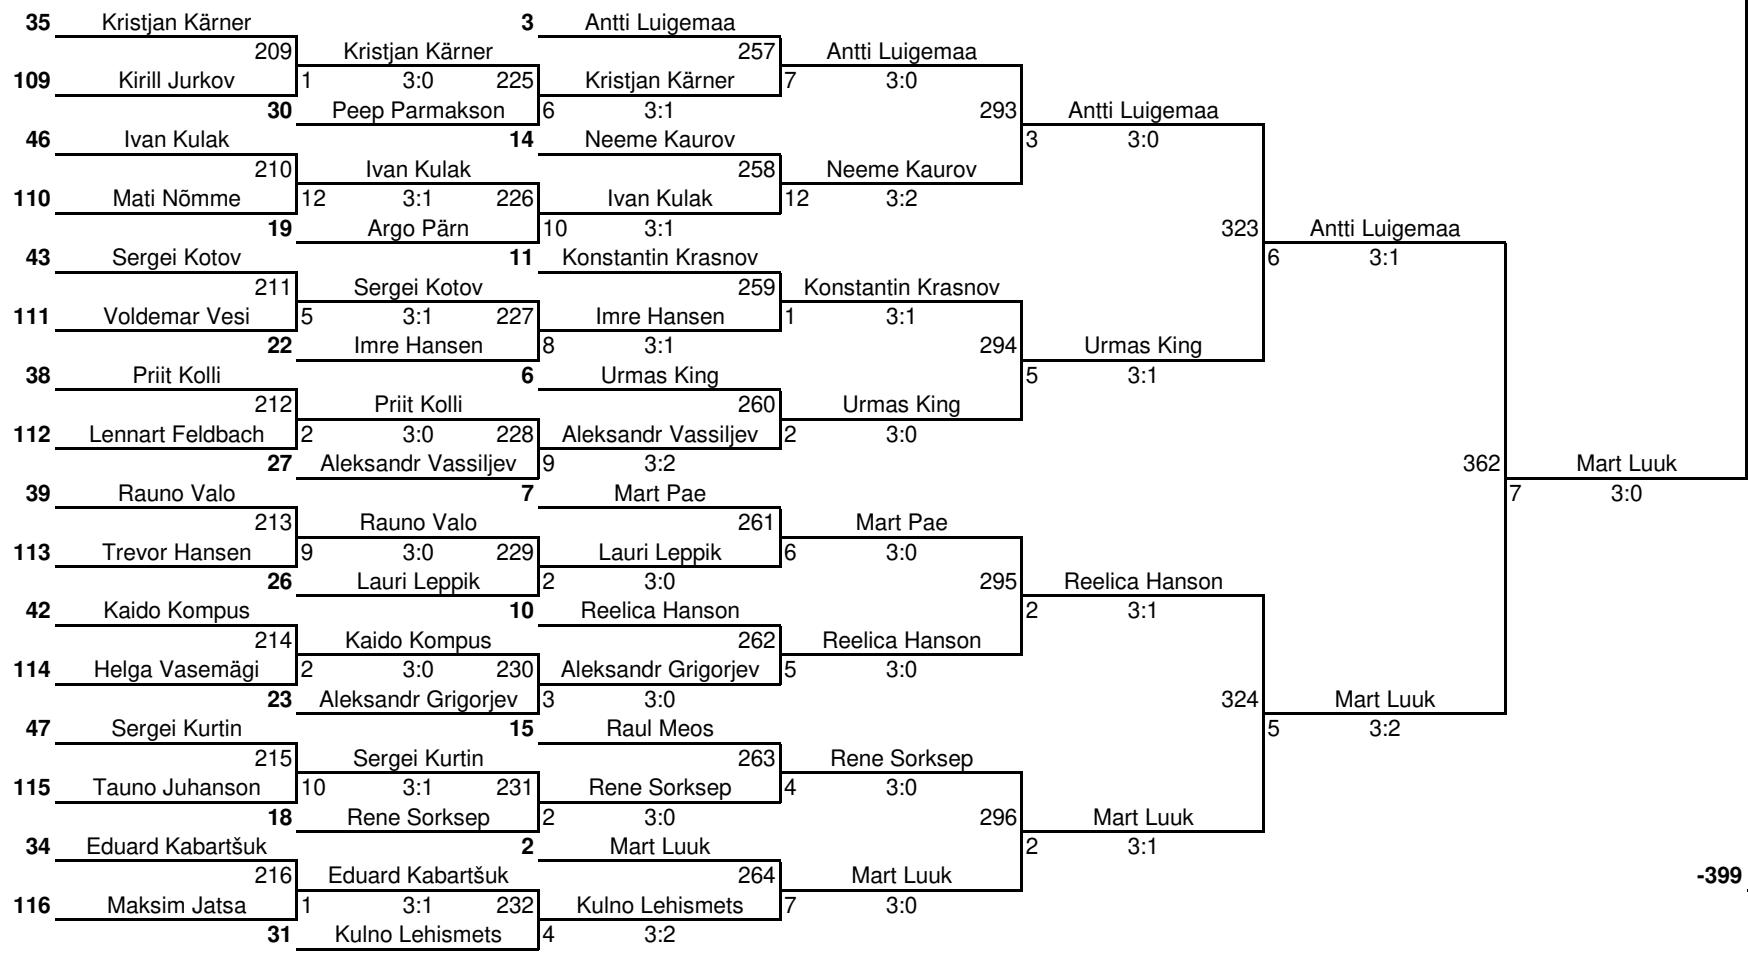 35 Kristjan Kärner 3 Antti Luigemaa
209 Kristjan Kärner 257 Antti Luigemaa
109 Kirill Jurkov 1 3:0 225 Kristjan Kärner 7 3:0
30 Peep Parmakson 6 3:1 293 Antti Luigemaa
46 Ivan Kulak 14 Neeme Kaurov 3 3:0
210 Ivan Kulak 258 Neeme Kaurov
110 Mati Nõmme 12 3:1 226 Ivan Kulak 12 3:2
19 Argo Pärn 10 3:1 323 Antti Luigemaa
43 Sergei Kotov 11 Konstantin Krasnov 6 3:1
211 Sergei Kotov 259 Konstantin Krasnov
111 Voldemar Vesi 5 3:1 227 Imre Hansen 1 3:1
22 Imre Hansen 8 3:1 294 Urmas King
38 Priit Kolli 6 Urmas King 5 3:1
212 Priit Kolli 260 Urmas King
112 Lennart Feldbach 2 3:0 228 Aleksandr Vassiljev 2 3:0
27 Aleksandr Vassiljev 9 3:2 362 Mart Luuk
39 Rauno Valo 7 Mart Pae 7 3:0
213 Rauno Valo 261 Mart Pae
113 Trevor Hansen 9 3:0 229 Lauri Leppik 6 3:0
26 Lauri Leppik 2 3:0 295 Reelica Hanson
42 Kaido Kompus 10 Reelica Hanson 2 3:1
214 Kaido Kompus 262 Reelica Hanson
114 Helga Vasemägi 2 3:0 230 Aleksandr Grigorjev 5 3:0
23 Aleksandr Grigorjev 3 3:0 324 Mart Luuk
47 Sergei Kurtin 15 Raul Meos 5 3:2
215 Sergei Kurtin 263 Rene Sorksep
115 Tauno Juhanson 10 3:1 231 Rene Sorksep 4 3:0
18 Rene Sorksep 2 3:0 296 Mart Luuk
34 Eduard Kabartšuk 2 Mart Luuk 2 3:1
216 Eduard Kabartšuk 264 Mart Luuk -399
116 Maksim Jatsa 1 3:1 232 Kulno Lehismets 7 3:0
31 Kulno Lehismets 4 3:2